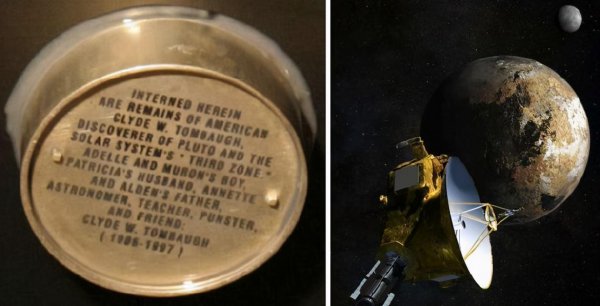 INTERNED HEREIN
ARE REMAINS OF AMERICAN
CLYDE W. TOMBAUGH,
DISCOVERER OF PLUTO AND THE
SOLAR SYSTEM'S "THIRD ZONE."
ADELLE AND MURON'S BOY,
PATRICIA'S HUSBAND, ANNETTE
AND ALDEN'S FATHER,
ASTRONOMER, TEACHER, PUNSTER,
AND FRIEND:
CLYDE W. TOMBAUGH
(1906-1997)